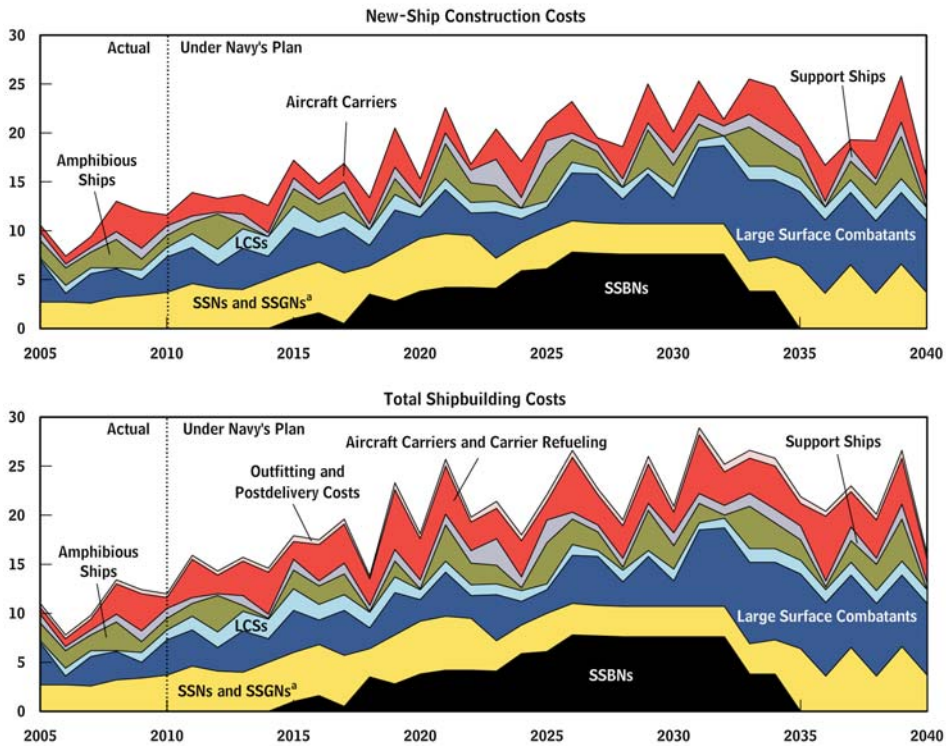 New-Ship Construction Costs
30
Actual
Under Navy's Plan
25
Support Ships
Aircraft Carriers
20
Amphibious
Ships
15
10
LCSs
Large Surface Combatants
5
SSNs and SSGNsᵃ
SSBNs
0
2005 2010 2015 2020 2025 2030 2035 2040
Total Shipbuilding Costs
30
Actual
Under Navy's Plan
Aircraft Carriers and Carrier Refueling
Support Ships
25
Outfitting and
Postdelivery Costs
20
Amphibious
Ships
15
10
LCSs
Large Surface Combatants
5
SSNs and SSGNsᵃ
SSBNs
0
2005 2010 2015 2020 2025 2030 2035 2040